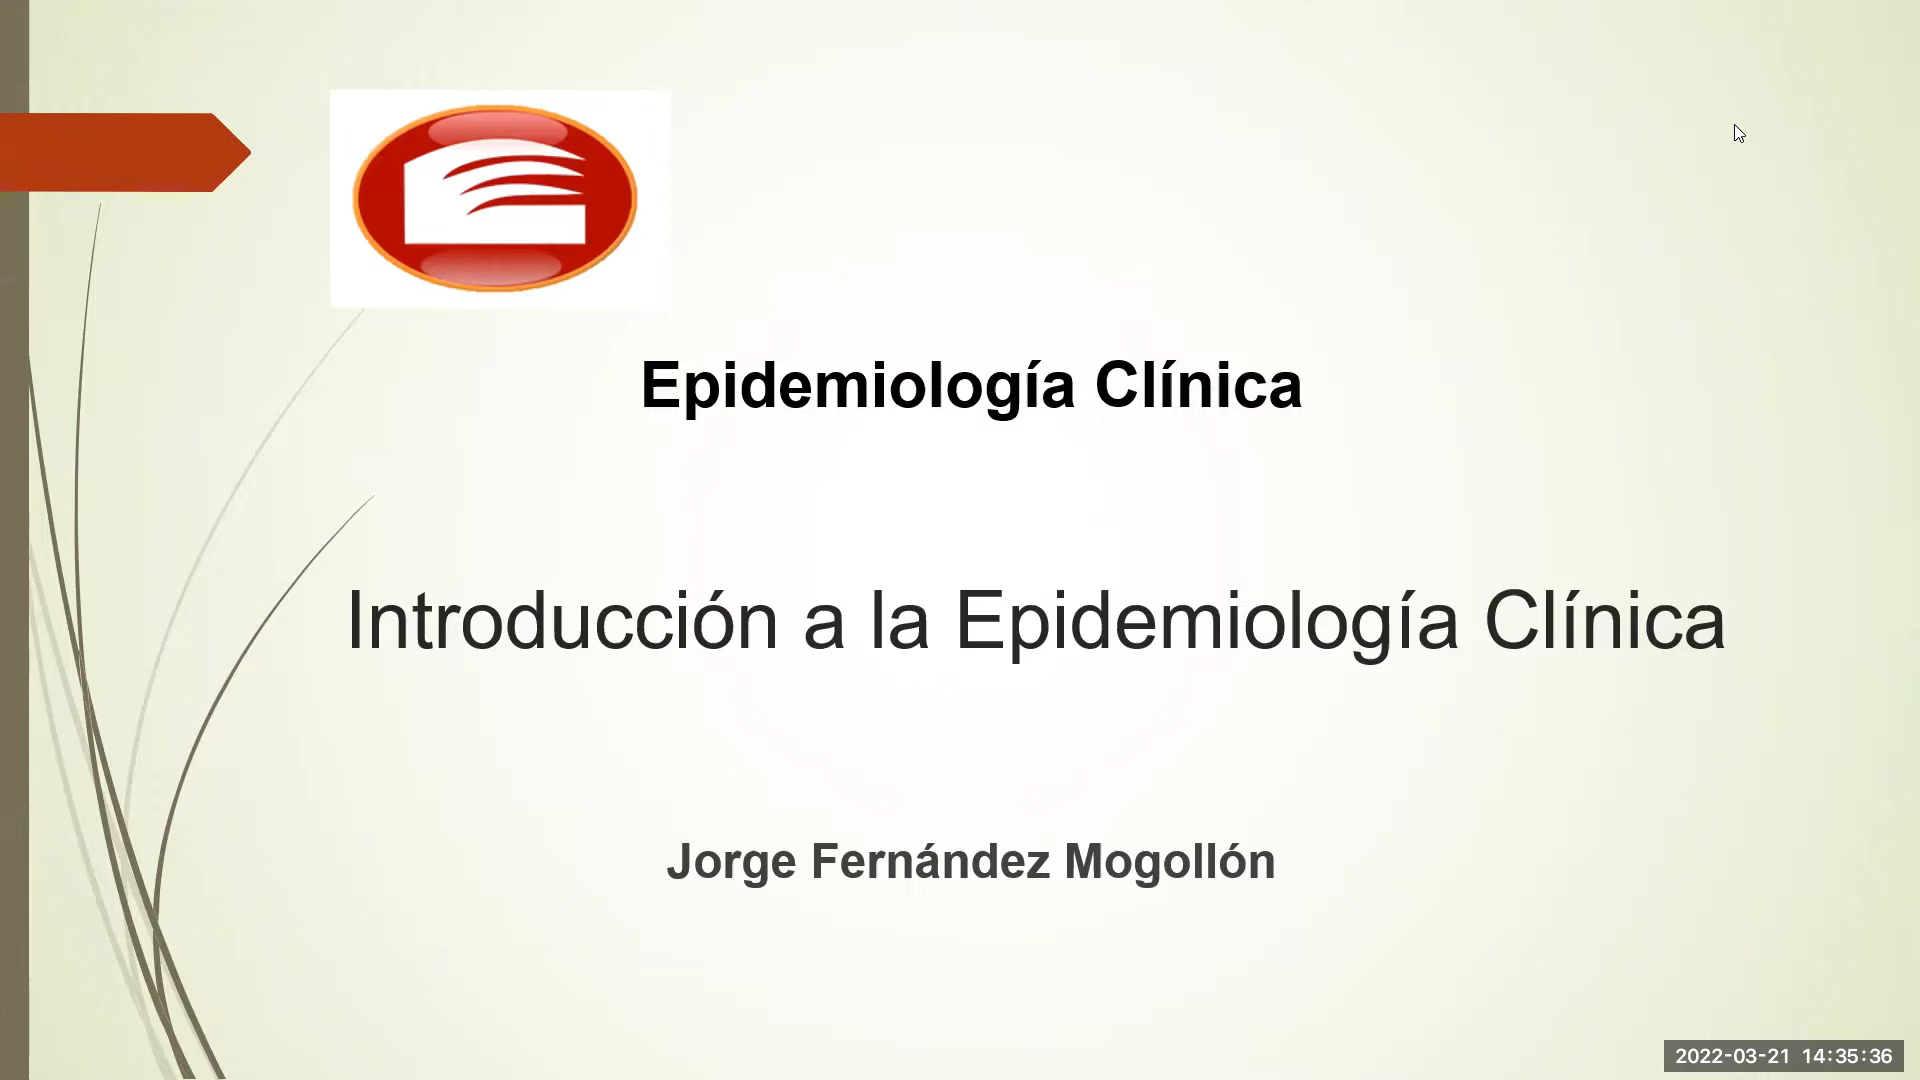 Epidemiología Clínica
Introducción a la Epidemiología Clínica
Jorge Fernández Mogollón
2022-03-21 14:35:36